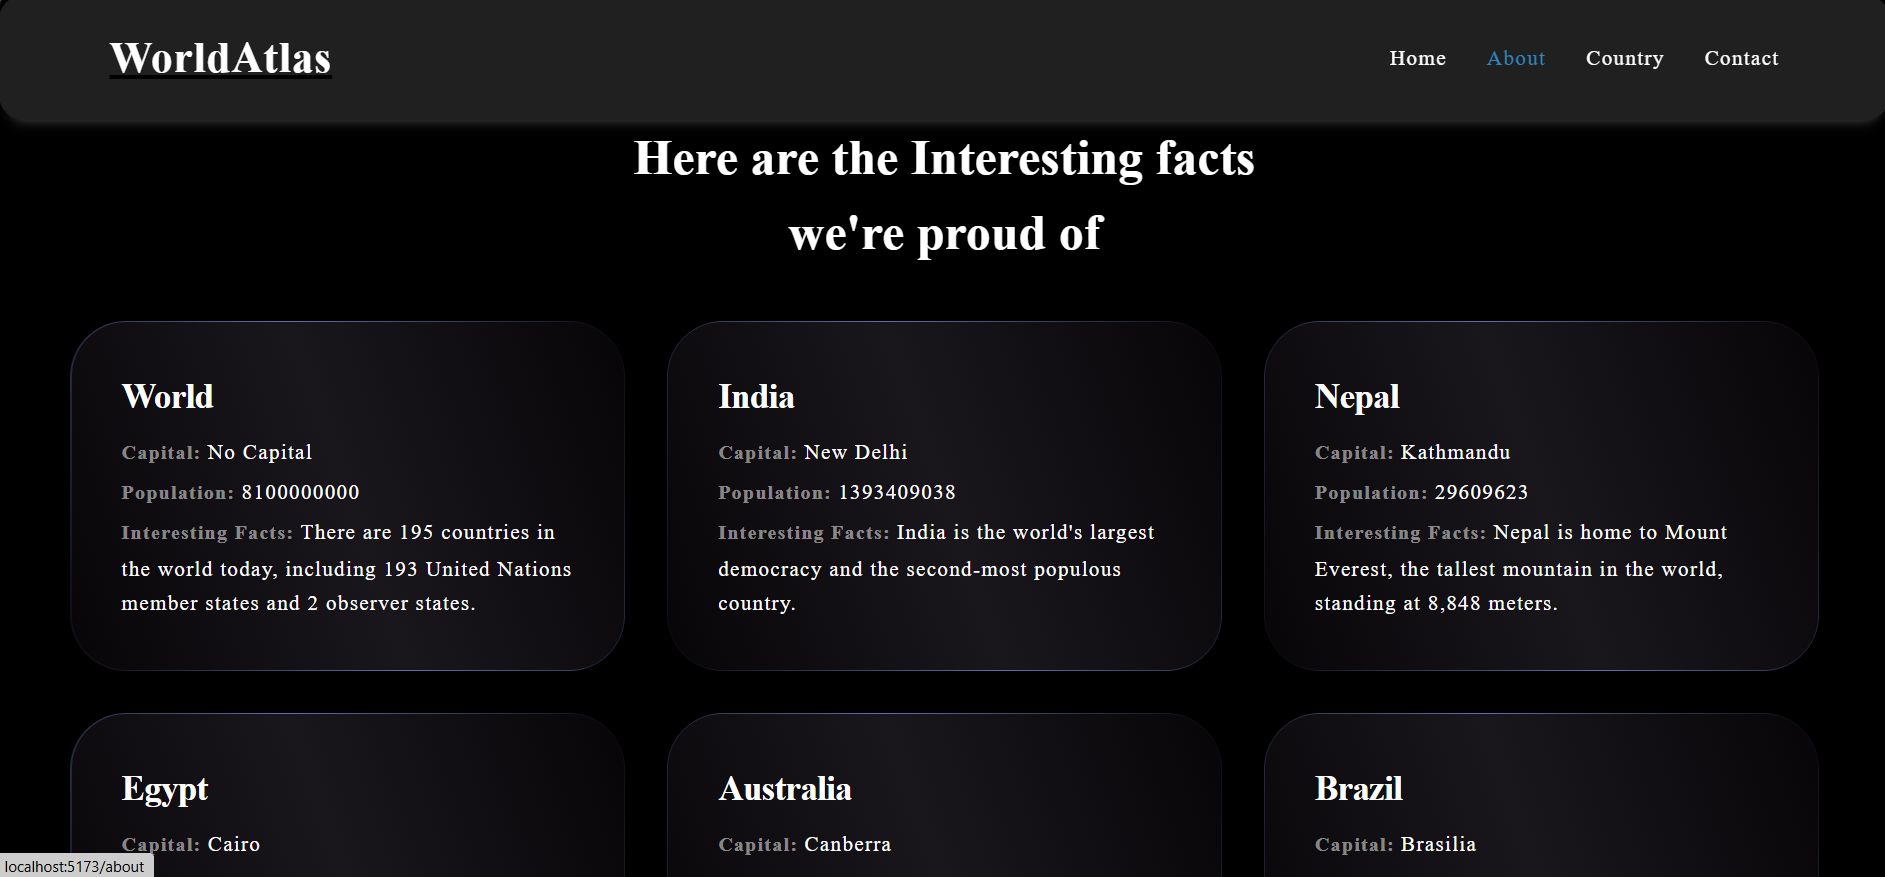 WorldAtlas
Home About Country Contact
Here are the Interesting facts
we're proud of
World
Capital: No Capital
Population: 8100000000
Interesting Facts: There are 195 countries in
the world today, including 193 United Nations
member states and 2 observer states.
India
Capital: New Delhi
Population: 1393409038
Interesting Facts: India is the world's largest
democracy and the second-most populous
country.
Nepal
Capital: Kathmandu
Population: 29609623
Interesting Facts: Nepal is home to Mount
Everest, the tallest mountain in the world,
standing at 8,848 meters.
Egypt
Capital: Cairo
Australia
Capital: Canberra
Brazil
Capital: Brasilia
localhost:5173/about